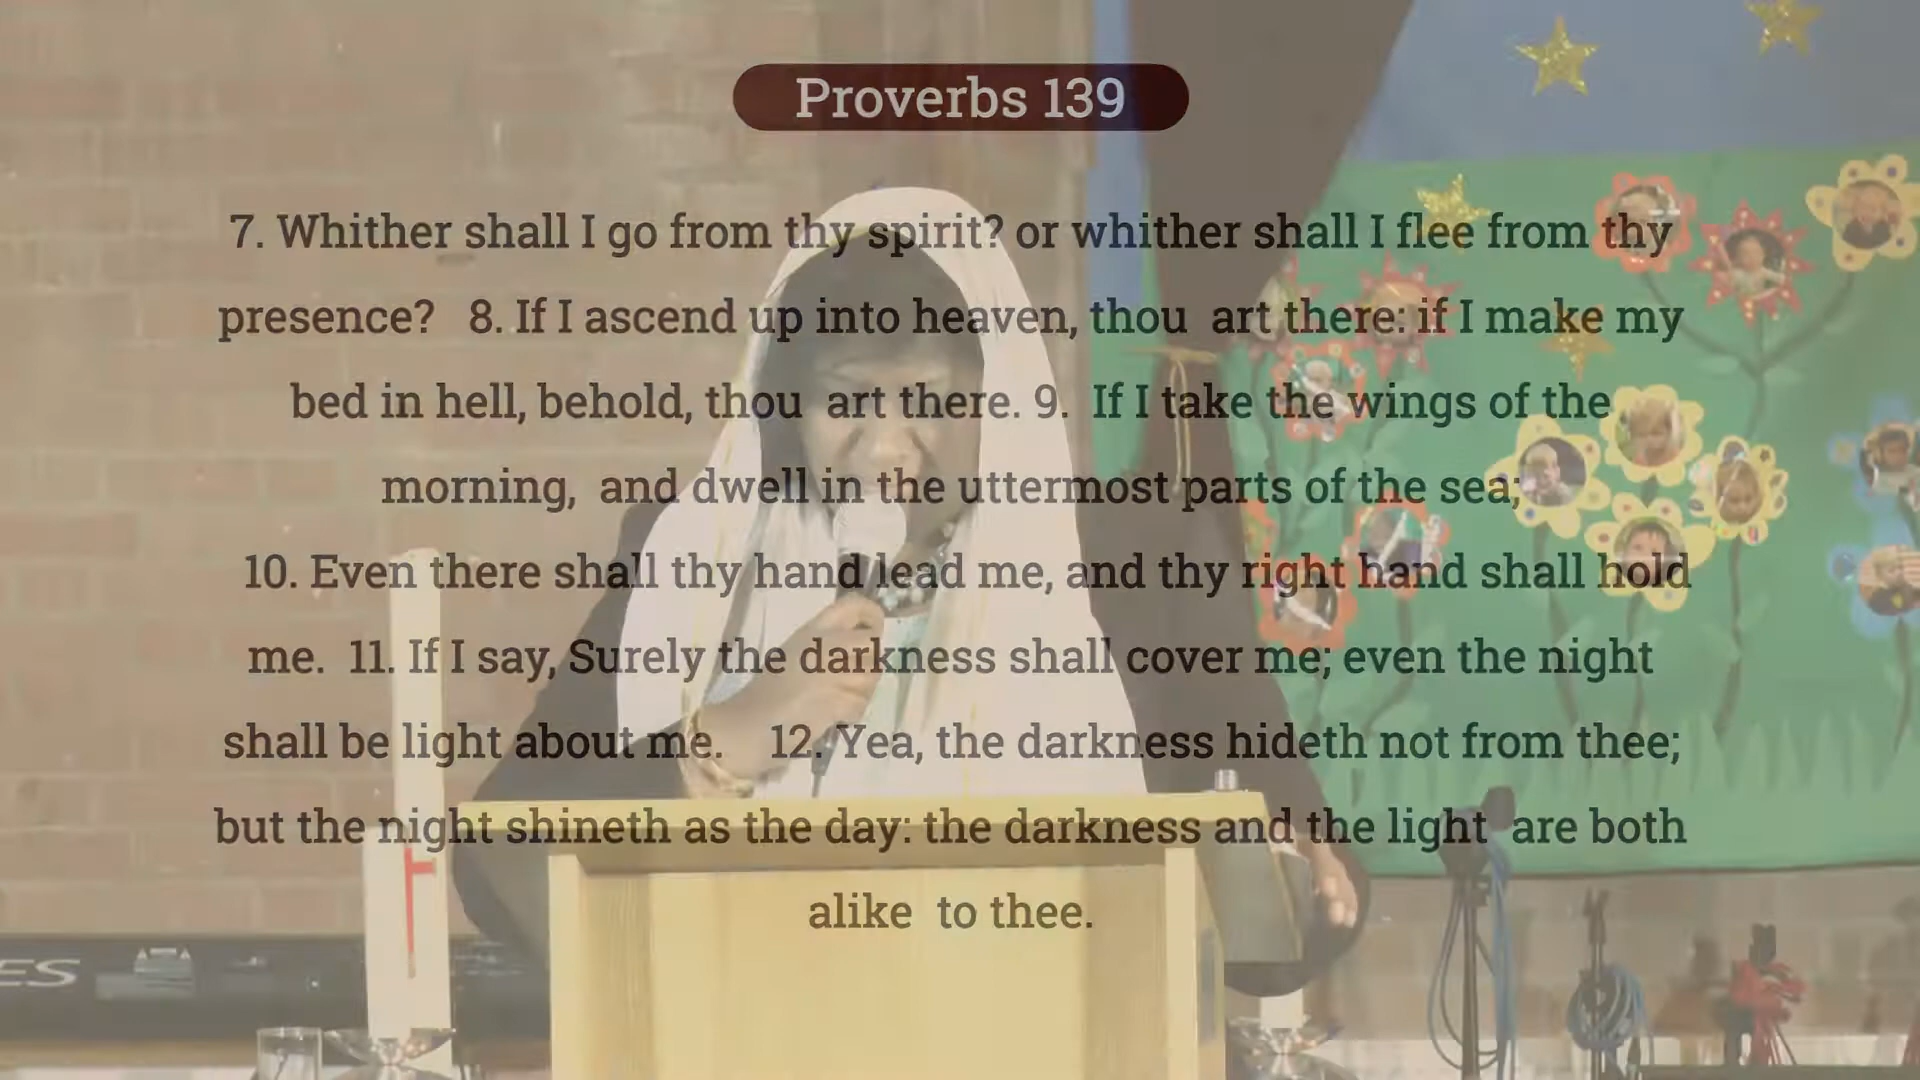 Proverbs 139
7. Whither shall I go from thy spirit? or whither shall I flee from thy
presence? 8. If I ascend up into heaven, thou art there: if I make my
bed in hell, behold, thou art there. 9. If I take the wings of the
morning, and dwell in the uttermost parts of the sea;
10. Even there shall thy hand lead me, and thy right hand shall hold
me. 11. If I say, Surely the darkness shall cover me; even the night
shall be light about me. 12. Yea, the darkness hideth not from thee;
but the night shineth as the day: the darkness and the light are both
alike to thee.
ES